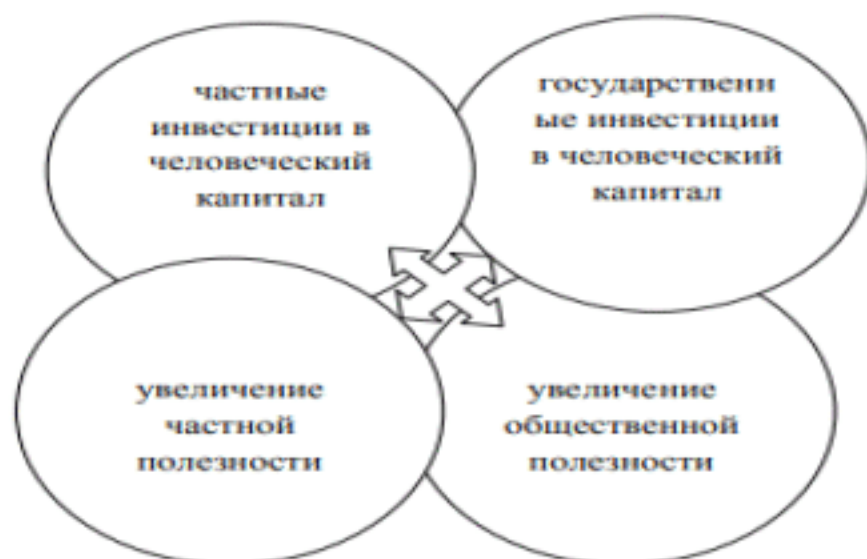 частные
инвестиции в
человеческий
капитал
государственн
ые инвестиции
в человеческий
капитал
увеличение
частной
полезности
увеличение
общественной
полезности